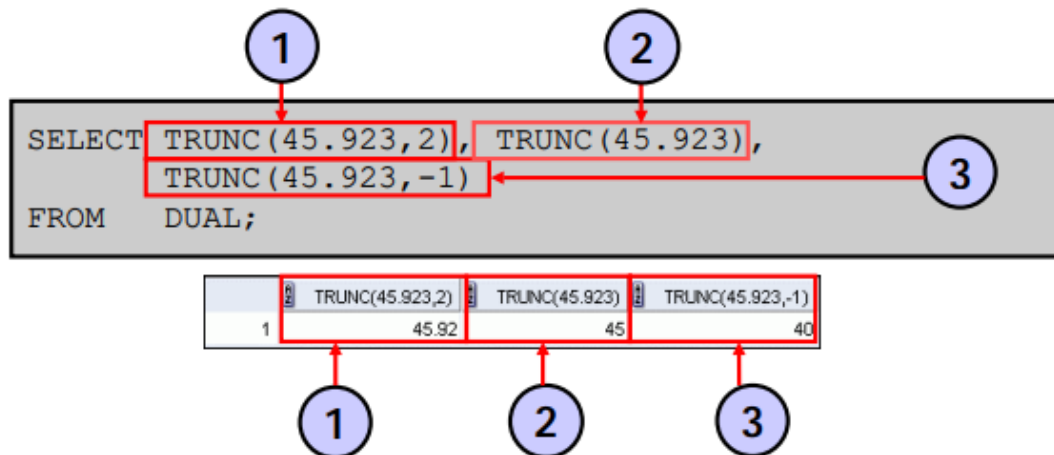 1 2
SELECT TRUNC(45.923,2), TRUNC(45.923),
TRUNC(45.923,-1) 3
FROM DUAL;
TRUNC(45.923,2) TRUNC(45.923) TRUNC(45.923,-1)
1 45.92 45 40
1 2 3